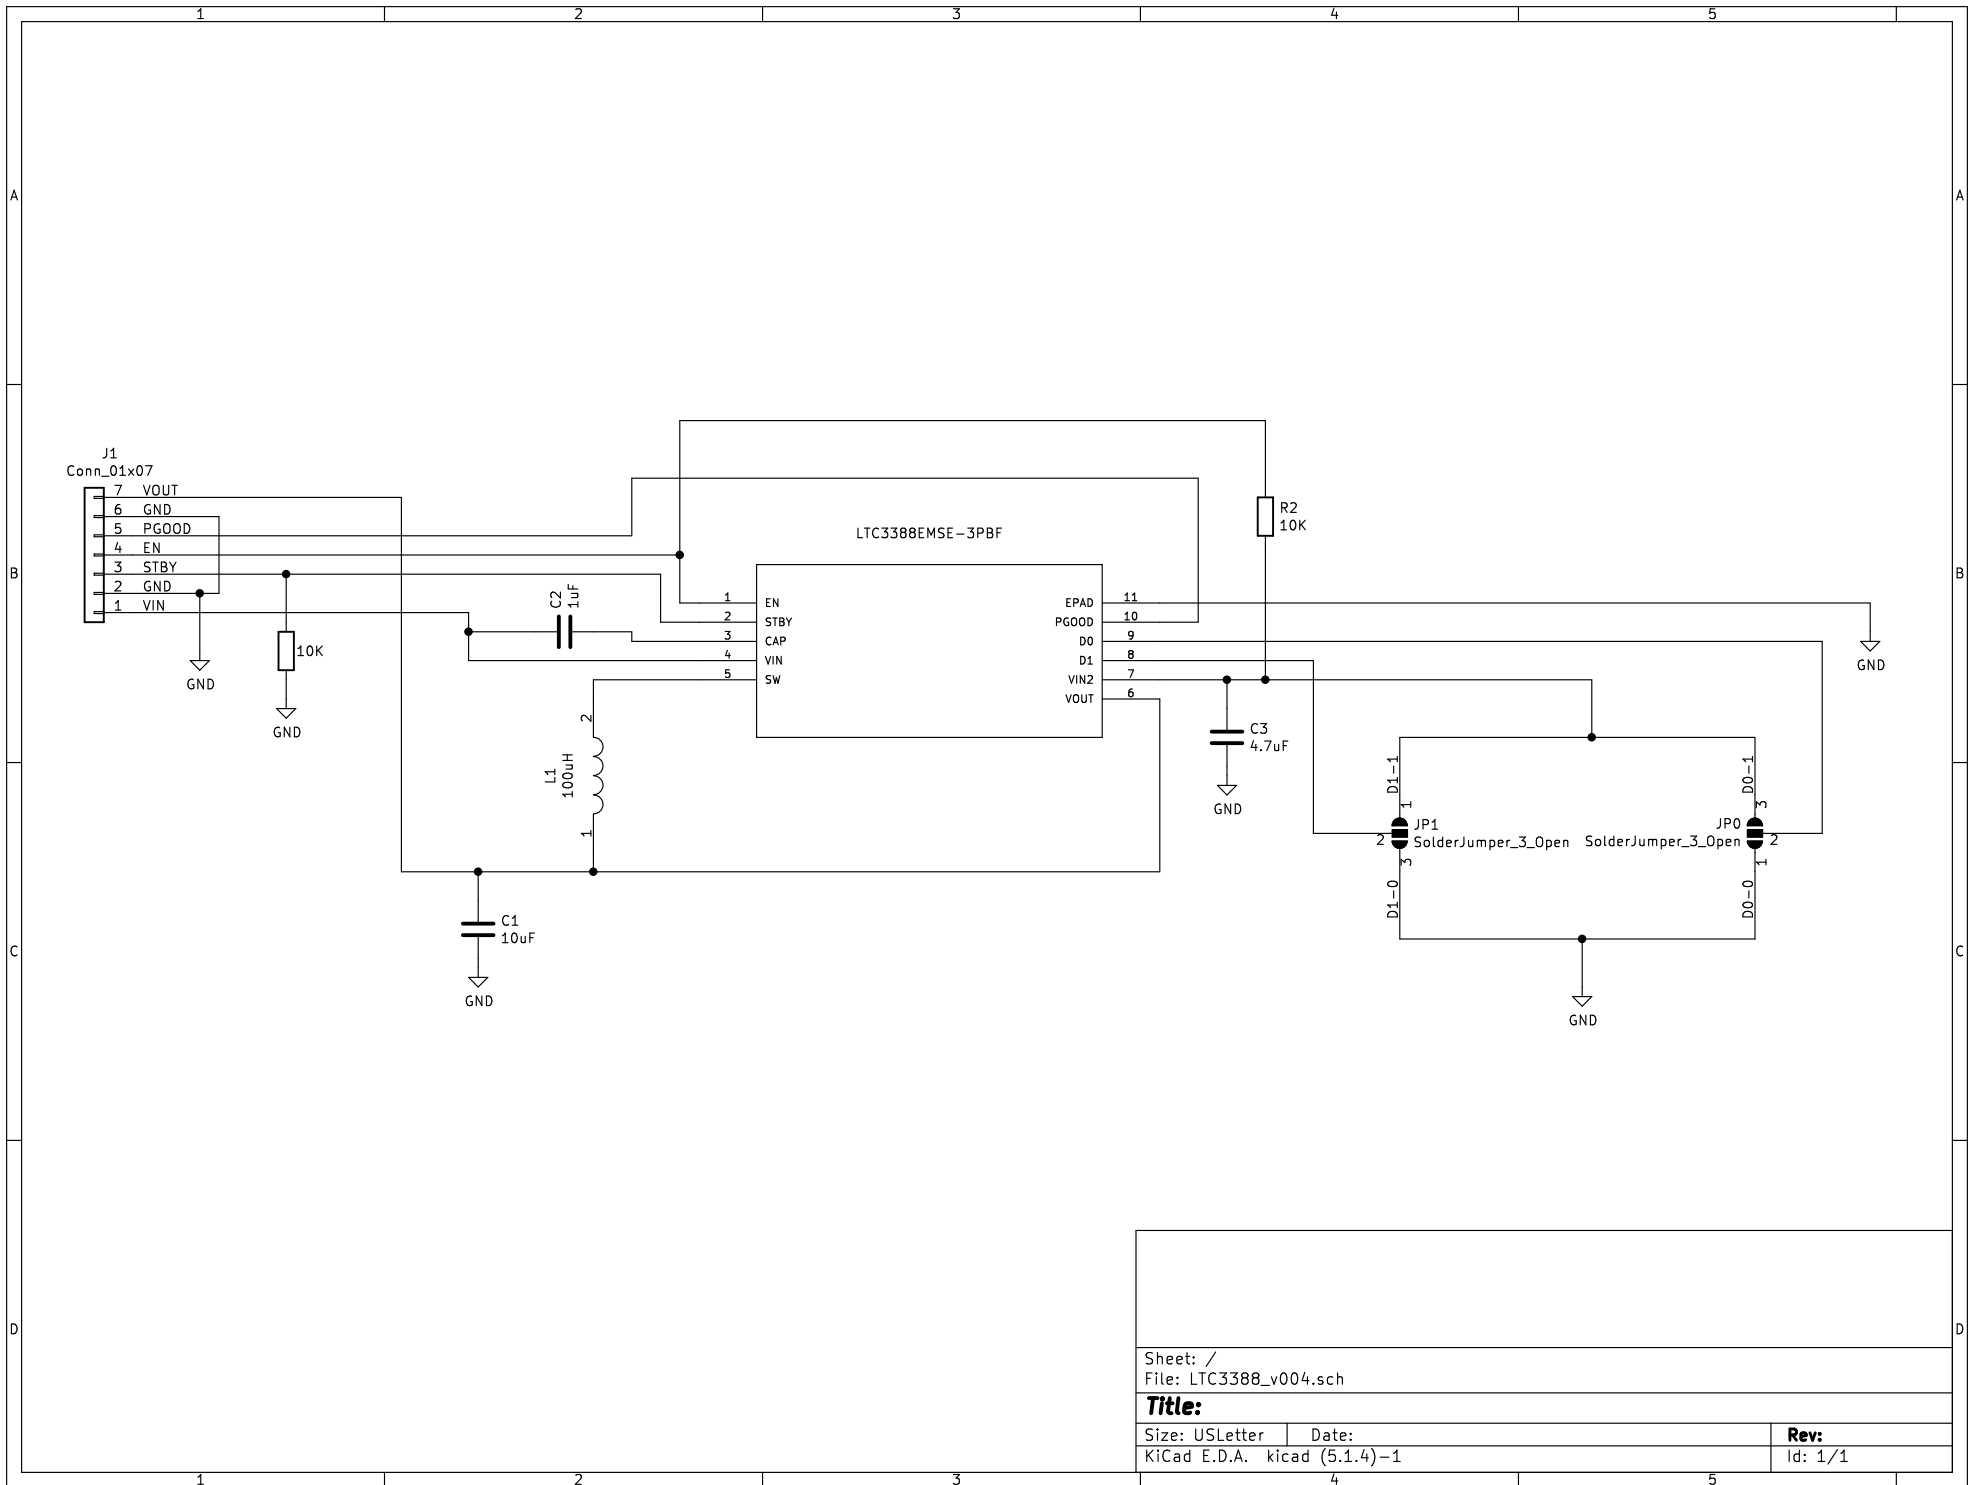 1 2 3 4 5
A A
J1
Conn_01x07
7 VOUT
6 GND
5 PGOOD
4 EN
3 STBY
2 GND
1 VIN
GND
10K
GND
C2
1uF
LTC3388EMSE-3PBF
1 EN
2 STBY
3 CAP
4 VIN
5 SW
EPAD 11
PGOOD 10
D0 9
D1 8
VIN2 7
VOUT 6
R2
10K
GND
B B
2
L1
100uH
1
C3
4.7uF
GND
D1-1
1
JP1
2 SolderJumper_3_Open
3
D1-0
D0-1
3
JP0
SolderJumper_3_Open 2
1
D0-0
GND
C1
10uF
GND
C C
D D
Sheet: /
File: LTC3388_v004.sch
Title:
Size: USLetter Date: Rev:
KiCad E.D.A. kicad (5.1.4)-1 Id: 1/1
1 2 3 4 5